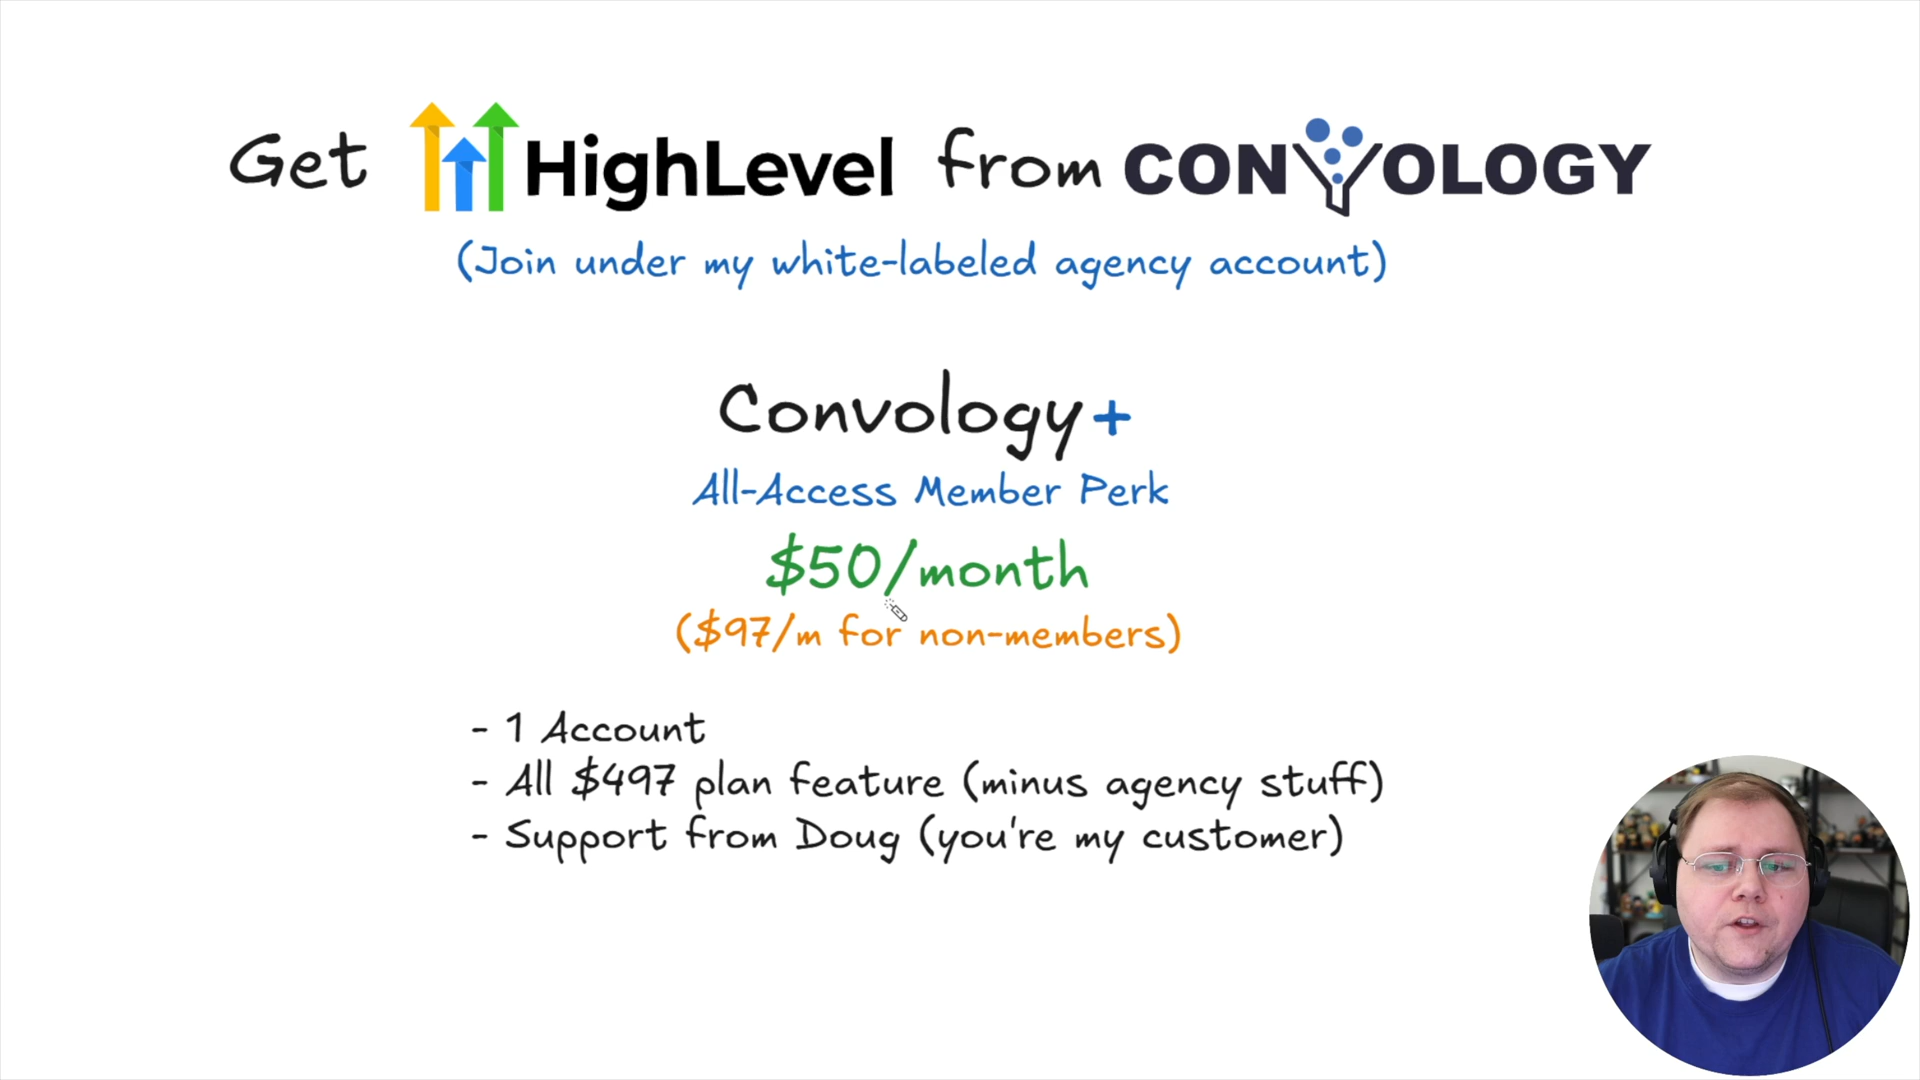 Get HighLevel from CONVOLOGY
(Join under my white-labeled agency account)
Convology+
All-Access Member Perk
$50/month
($97/m for non-members)
- 1 Account
- All $497 plan feature (minus agency stuff)
- Support from Doug (you're my customer)